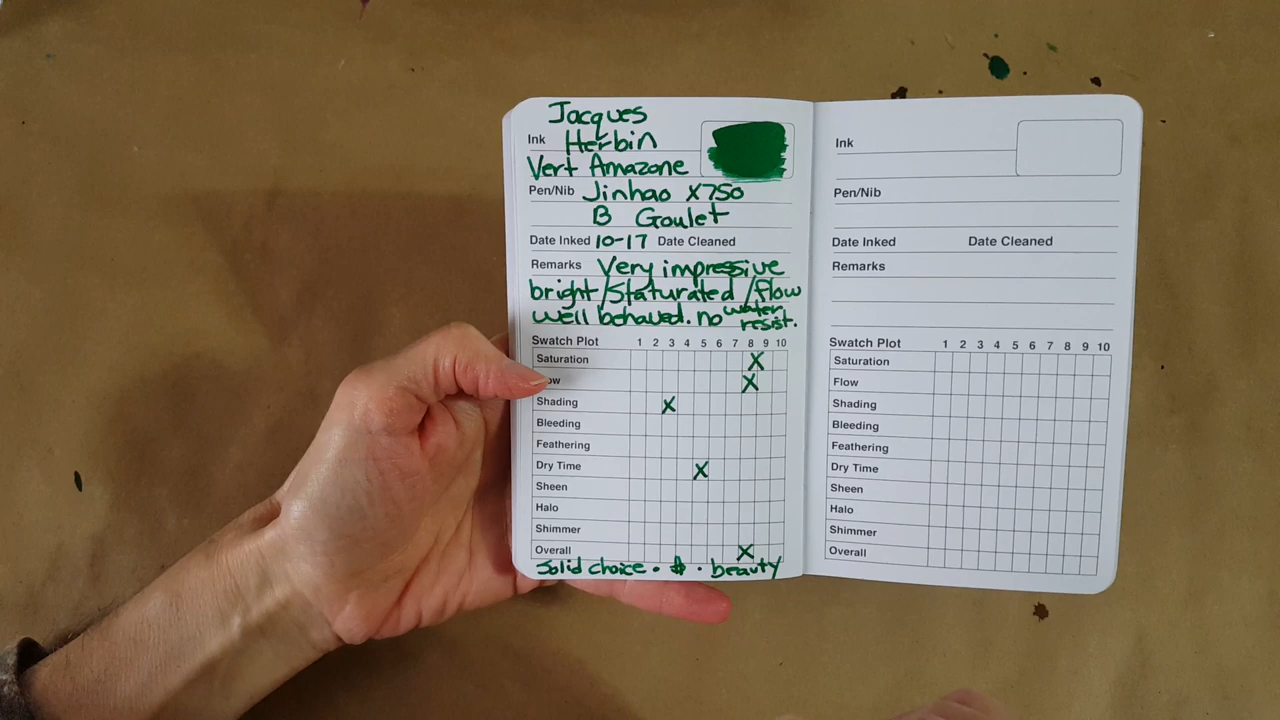 Jacques
Ink Herbin
Vert Amazone
Pen/Nib Jinhao X750
B Goulet
Date Inked 10-17 Date Cleaned
Remarks Very impressive
bright/Staturated/flow
well behaved. no water
resist.
Swatch Plot 1 2 3 4 5 6 7 8 9 10
Saturation X
ow X
Shading X
Bleeding
Feathering
Dry Time X
Sheen
Halo
Shimmer
Overall X
Solid choice · $ · beauty
Ink
Pen/Nib
Date Inked Date Cleaned
Remarks
Swatch Plot 1 2 3 4 5 6 7 8 9 10
Saturation
Flow
Shading
Bleeding
Feathering
Dry Time
Sheen
Halo
Shimmer
Overall